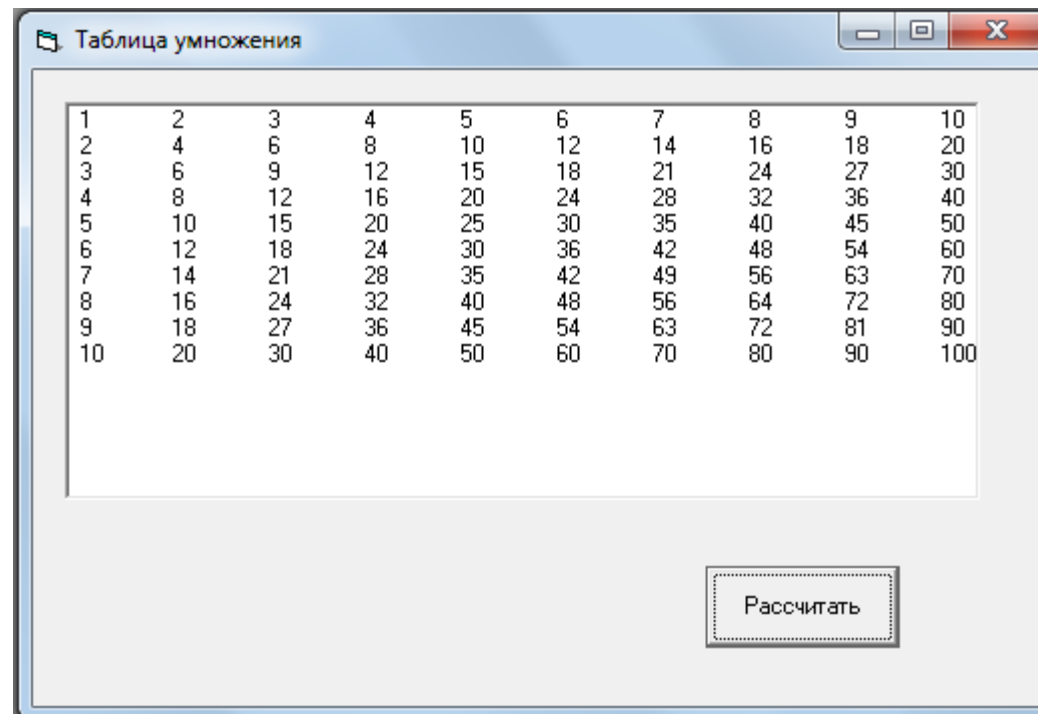 Таблица умножения
1 2 3 4 5 6 7 8 9 10
2 4 6 8 10 12 14 16 18 20
3 6 9 12 15 18 21 24 27 30
4 8 12 16 20 24 28 32 36 40
5 10 15 20 25 30 35 40 45 50
6 12 18 24 30 36 42 48 54 60
7 14 21 28 35 42 49 56 63 70
8 16 24 32 40 48 56 64 72 80
9 18 27 36 45 54 63 72 81 90
10 20 30 40 50 60 70 80 90 100
Рассчитать